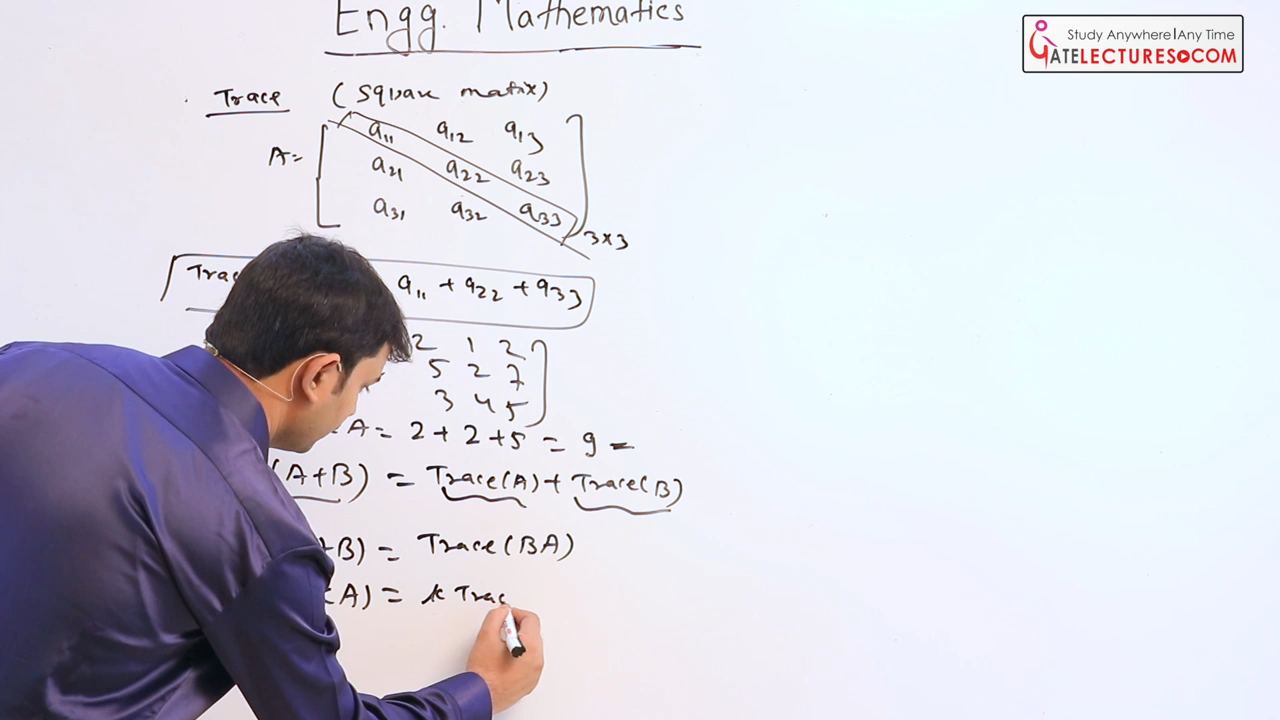 Engg. Mathematics
Study Anywhere|Any Time
GATELECTURES.COM
Trace (Square matrix)
A= a11 a12 a13
a21 a22 a23
a31 a32 a33 3x3
Trac a11 + a22 + a33
2 1 2
5 2 7
3 4 5
A = 2 + 2 + 5 = 9
(A+B) = Trace(A) + Trace(B)
B) = Trace(BA)
A) = k Trac